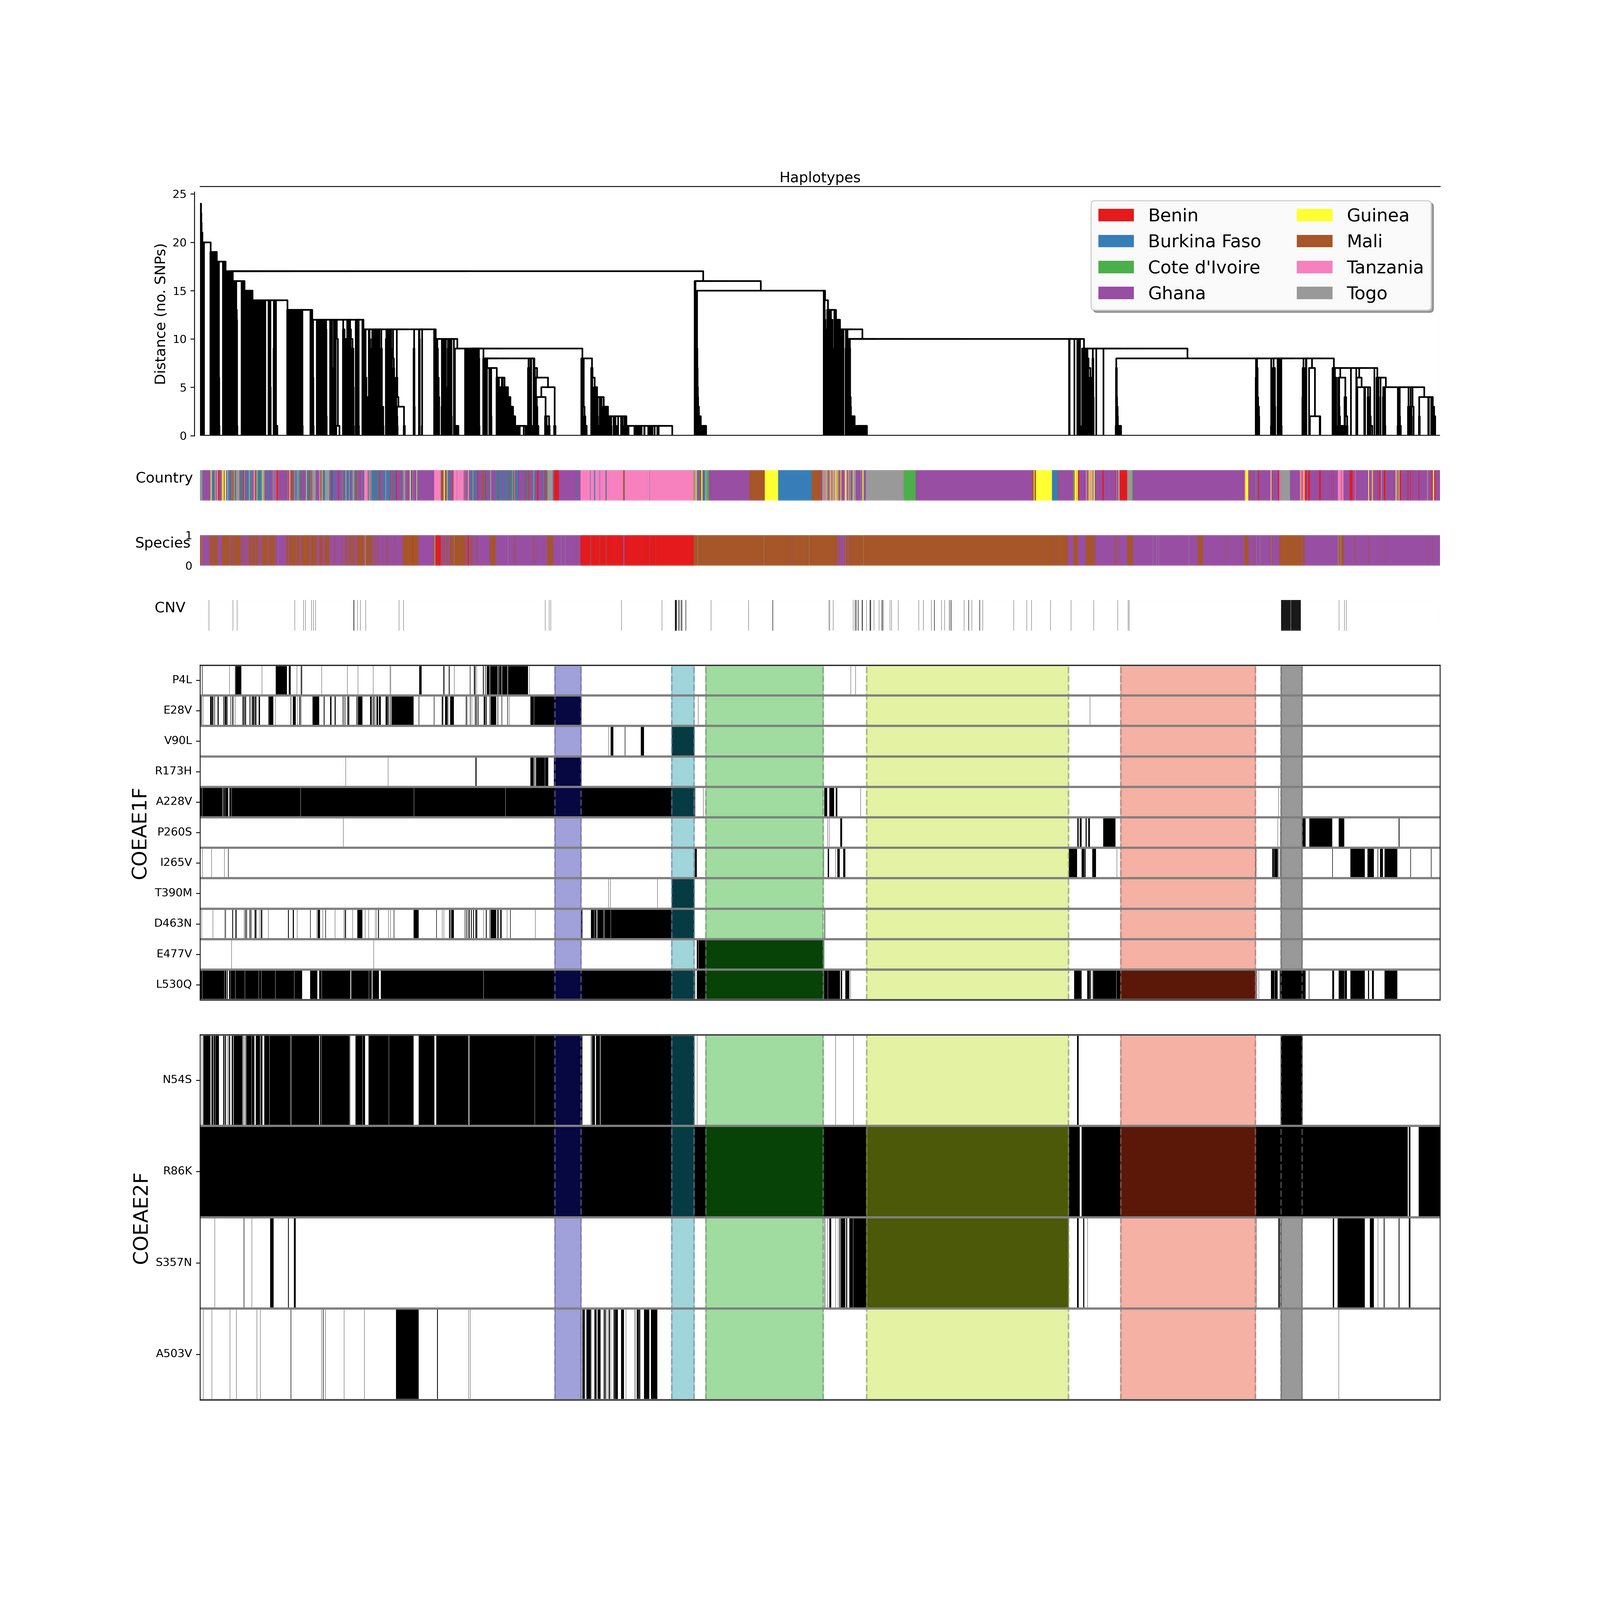 Haplotypes
25
20
15
10
5
0
Distance (no. SNPs)
Benin
Burkina Faso
Cote d'Ivoire
Ghana
Guinea
Mali
Tanzania
Togo
Country
Species
1
0
CNV
COEAE1F
P4L
E28V
V90L
R173H
A228V
P260S
I265V
T390M
D463N
E477V
L530Q
COEAE2F
N54S
R86K
S357N
A503V